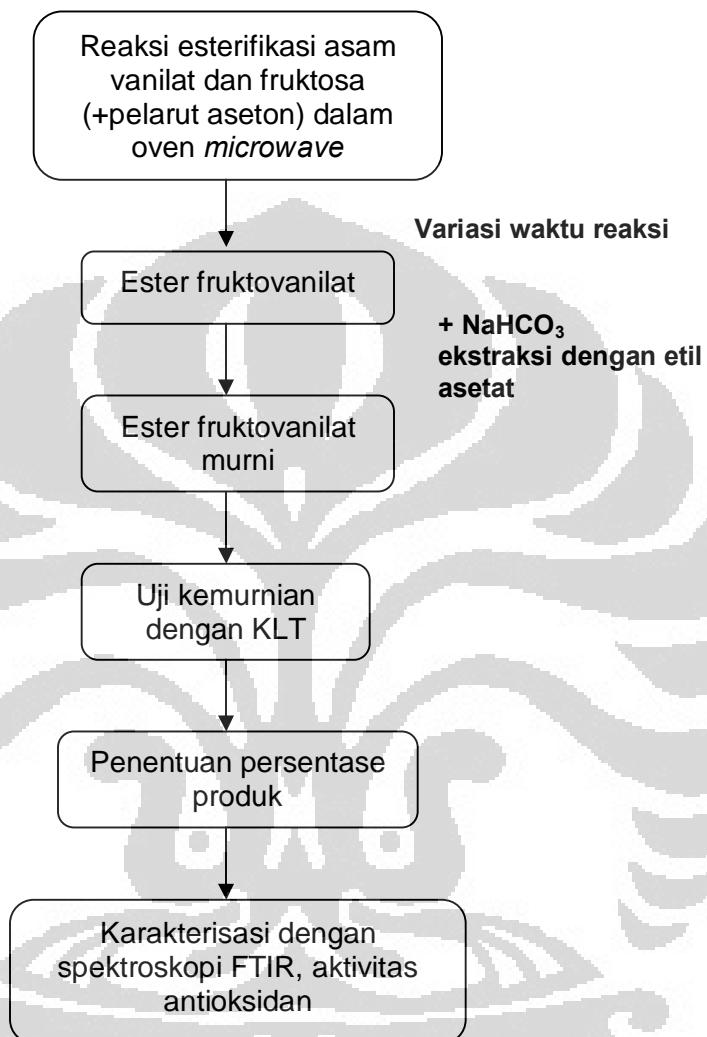 Reaksi esterifikasi asam
vanilat dan fruktosa
(+pelarut aseton) dalam
oven microwave
Variasi waktu reaksi
Ester fruktovanilat
+ NaHCO₃
ekstraksi dengan etil
asetat
Ester fruktovanilat
murni
Uji kemurnian
dengan KLT
Penentuan persentase
produk
Karakterisasi dengan
spektroskopi FTIR, aktivitas
antioksidan